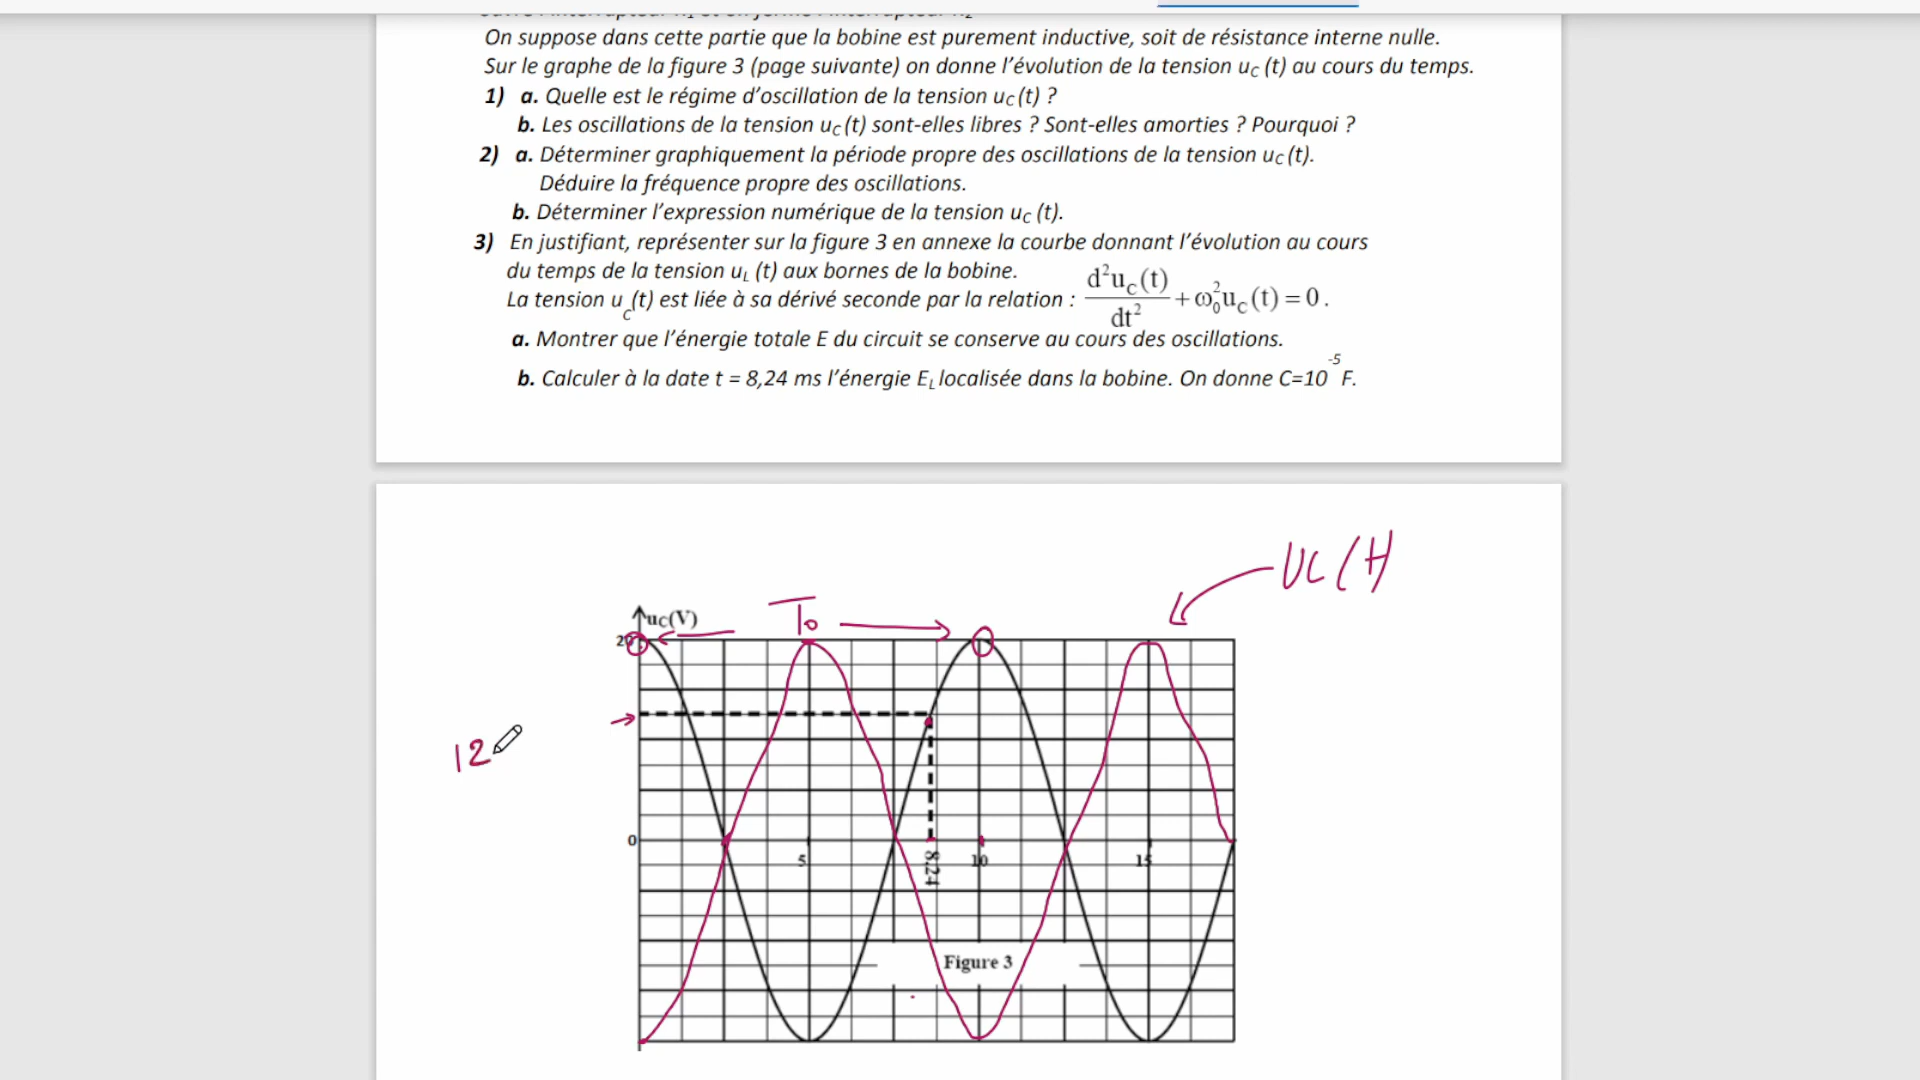 On suppose dans cette partie que la bobine est purement inductive, soit de résistance interne nulle.
Sur le graphe de la figure 3 (page suivante) on donne l'évolution de la tension uC (t) au cours du temps.
1) a. Quelle est le régime d'oscillation de la tension uC(t) ?
b. Les oscillations de la tension uC(t) sont-elles libres ? Sont-elles amorties ? Pourquoi ?
2) a. Déterminer graphiquement la période propre des oscillations de la tension uC(t).
Déduire la fréquence propre des oscillations.
b. Déterminer l'expression numérique de la tension uC (t).
3) En justifiant, représenter sur la figure 3 en annexe la courbe donnant l'évolution au cours
du temps de la tension uL (t) aux bornes de la bobine.
La tension u C(t) est liée à sa dérivé seconde par la relation : d²uC(t)/dt² + ω0²uC(t) = 0.
a. Montrer que l'énergie totale E du circuit se conserve au cours des oscillations.
b. Calculer à la date t = 8,24 ms l'énergie EL localisée dans la bobine. On donne C=10-5 F.
UC(t)
uC(V)
T0
20
12
0
5
8,24
10
15
Figure 3